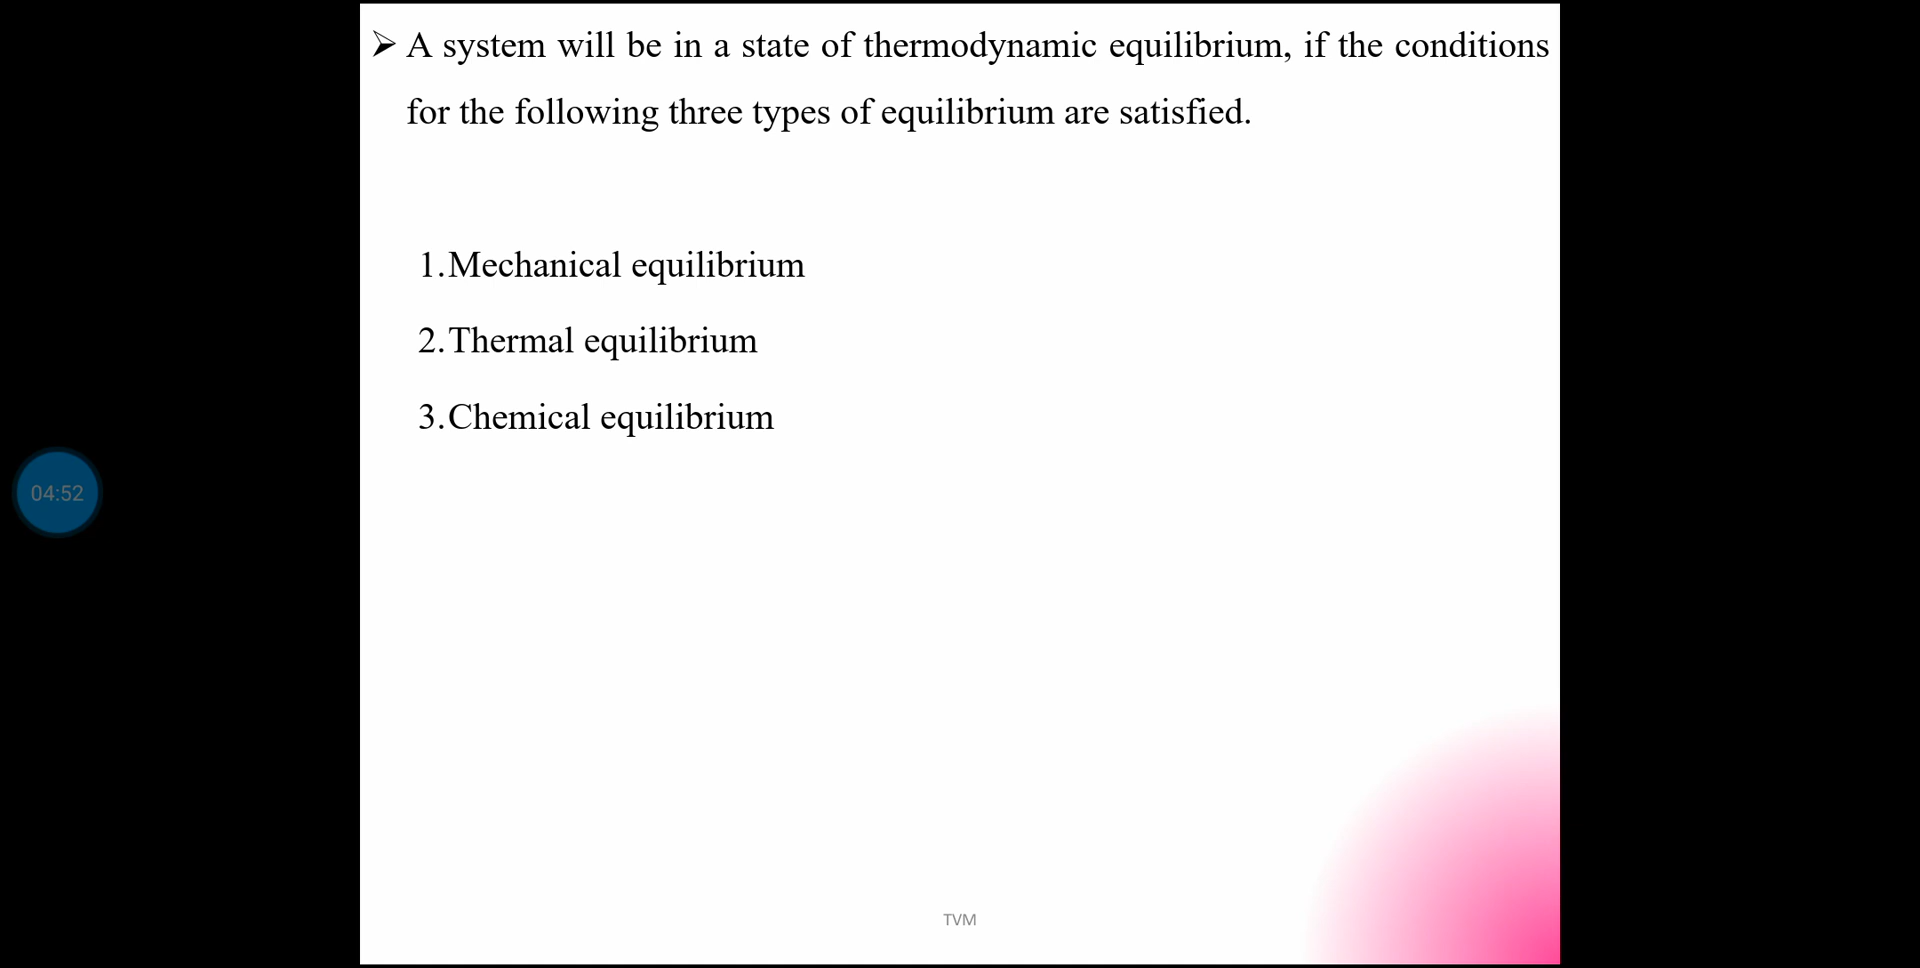 ➢ A system will be in a state of thermodynamic equilibrium, if the conditions
for the following three types of equilibrium are satisfied.
1.Mechanical equilibrium
2.Thermal equilibrium
3.Chemical equilibrium
04:52
TVM